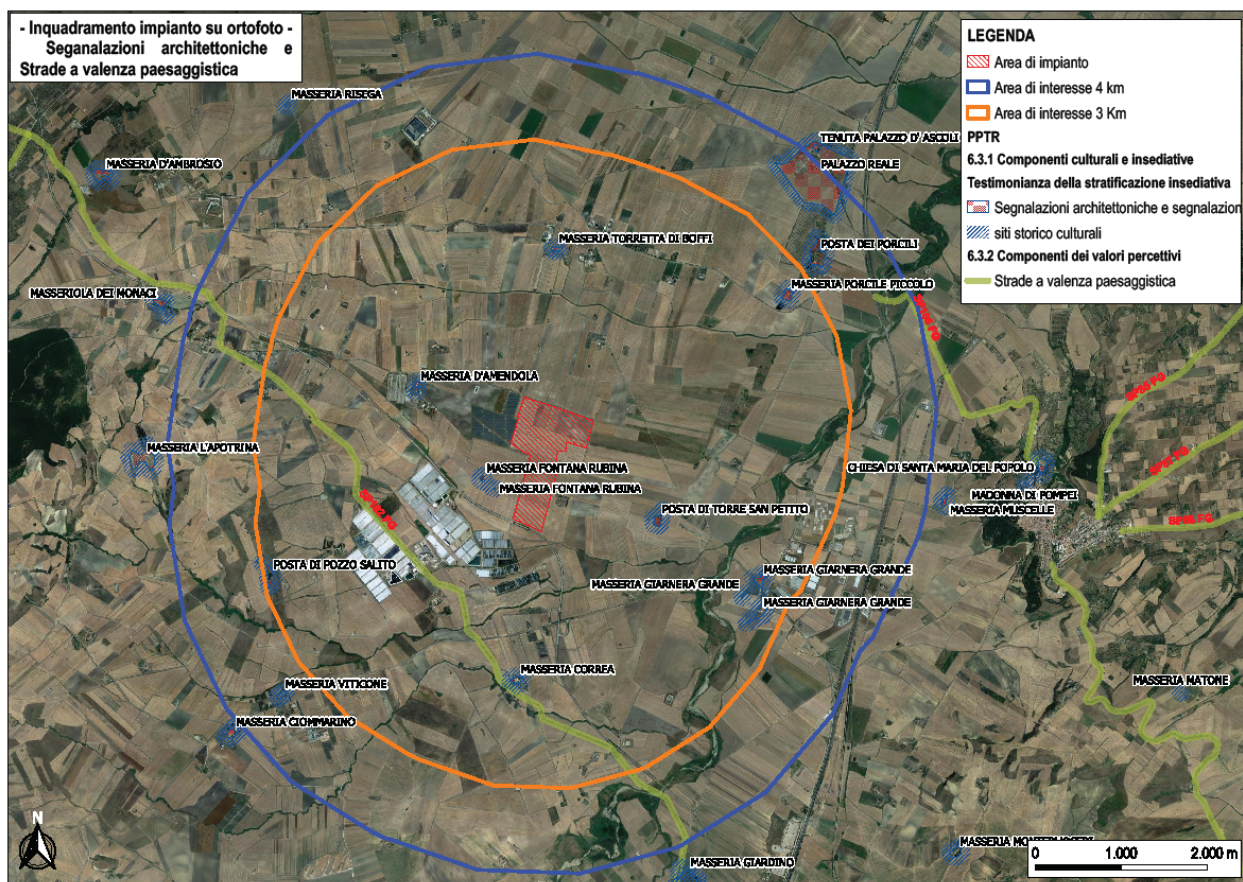 - Inquadramento impianto su ortofoto -
Seganalazioni architettoniche e
Strade a valenza paesaggistica
LEGENDA
Area di impianto
Area di interesse 4 km
Area di interesse 3 Km
PPTR
6.3.1 Componenti culturali e insediative
Testimonianza della stratificazione insediativa
Segnalazioni architettoniche e segnalazion
siti storico culturali
6.3.2 Componenti dei valori percettivi
Strade a valenza paesaggistica
MASSERIA RISEGA
TENUTA PALAZZO D' ASCOLI
MASSERIA D'AMBROSIO
PALAZZO REALE
MASSERIA TORRETTA DI BOFFI
POSTA DEI PORCILI
MASSERIA PORCILE PICCOLO
MASSERIOLA DEI MONACI
MASSERIA D'AMENDOLA
SP95 FG
MASSERIA L'APOTRINA
MASSERIA FONTANA RUBINA
CHIESA DI SANTA MARIA DEL POPOLO
MASSERIA FONTANA RUBINA
MADONNA DI POMPEI
MASSERIA MUSCELLE
POSTA DI TORRE SAN PETITO
POSTA DI POZZO SALITO
MASSERIA GIARNERA GRANDE
MASSERIA GIARNERA GRANDE
MASSERIA GIARNERA GRANDE
MASSERIA CORREA
MASSERIA MATONE
MASSERIA CIOMMARINO
MASSERIA GIARDINO
N
0 1.000 2.000 m